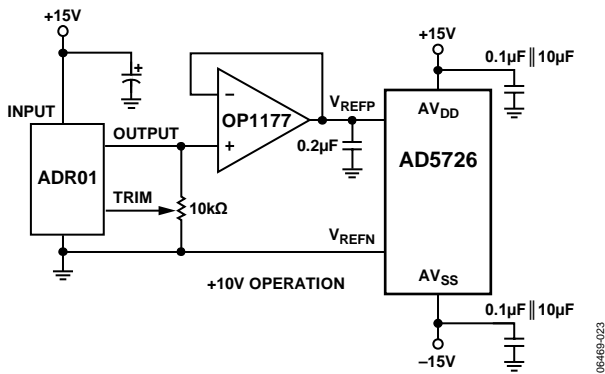 +15V
+
INPUT
ADR01
OUTPUT
TRIM
10kΩ
−
+
OP1177
V_REFP
0.2µF
V_REFN
+10V OPERATION
+15V
0.1µF ∥ 10µF
AV_DD
AD5726
AV_SS
0.1µF ∥ 10µF
–15V
06469-023